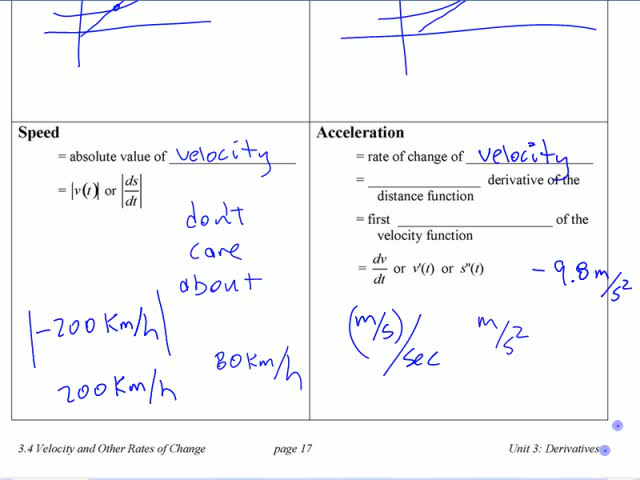 Speed
= absolute value of velocity
= |v(t)| or |ds/dt|
don't
care
about
|-200 Km/h|
80 Km/h
200 Km/h
Acceleration
= rate of change of velocity
= ____________ derivative of the
distance function
= first ____________ of the
velocity function
= dv/dt or v'(t) or s"(t)
- 9.8 m/s²
(m/s)/sec
m/s²
3.4 Velocity and Other Rates of Change page 17 Unit 3: Derivatives